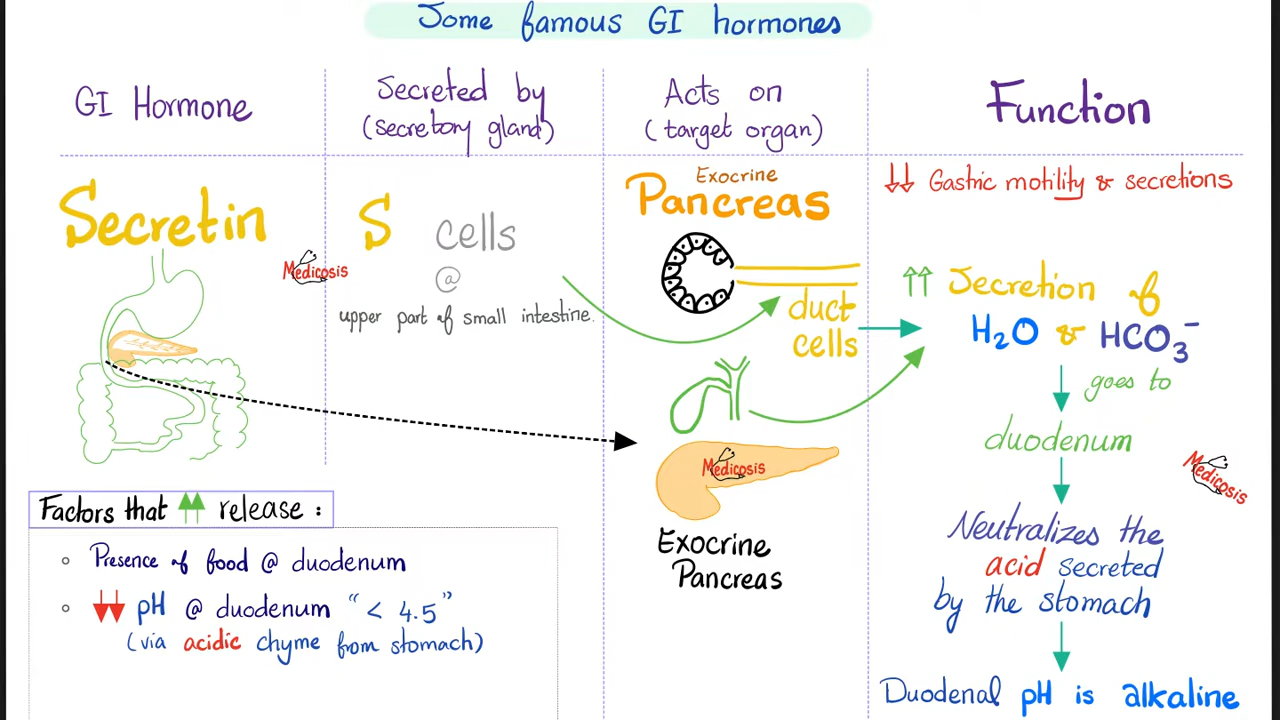 Some famous GI hormones
GI Hormone
Secreted by
(secretory gland)
Acts on
(target organ)
Function
Secretin
S cells
@
upper part of small intestine.
Medicosis
Exocrine
Pancreas
duct
cells
Medicosis
Exocrine
Pancreas
↓↓ Gastric motility & secretions
↑↑ Secretion of
H₂O & HCO₃⁻
goes to
duodenum
Neutralizes the
acid secreted
by the stomach
Duodenal pH is alkaline
Medicosis
Factors that ↑↑ release :
◦ Presence of food @ duodenum
◦ ↓↓ pH @ duodenum “< 4.5”
(via acidic chyme from stomach)